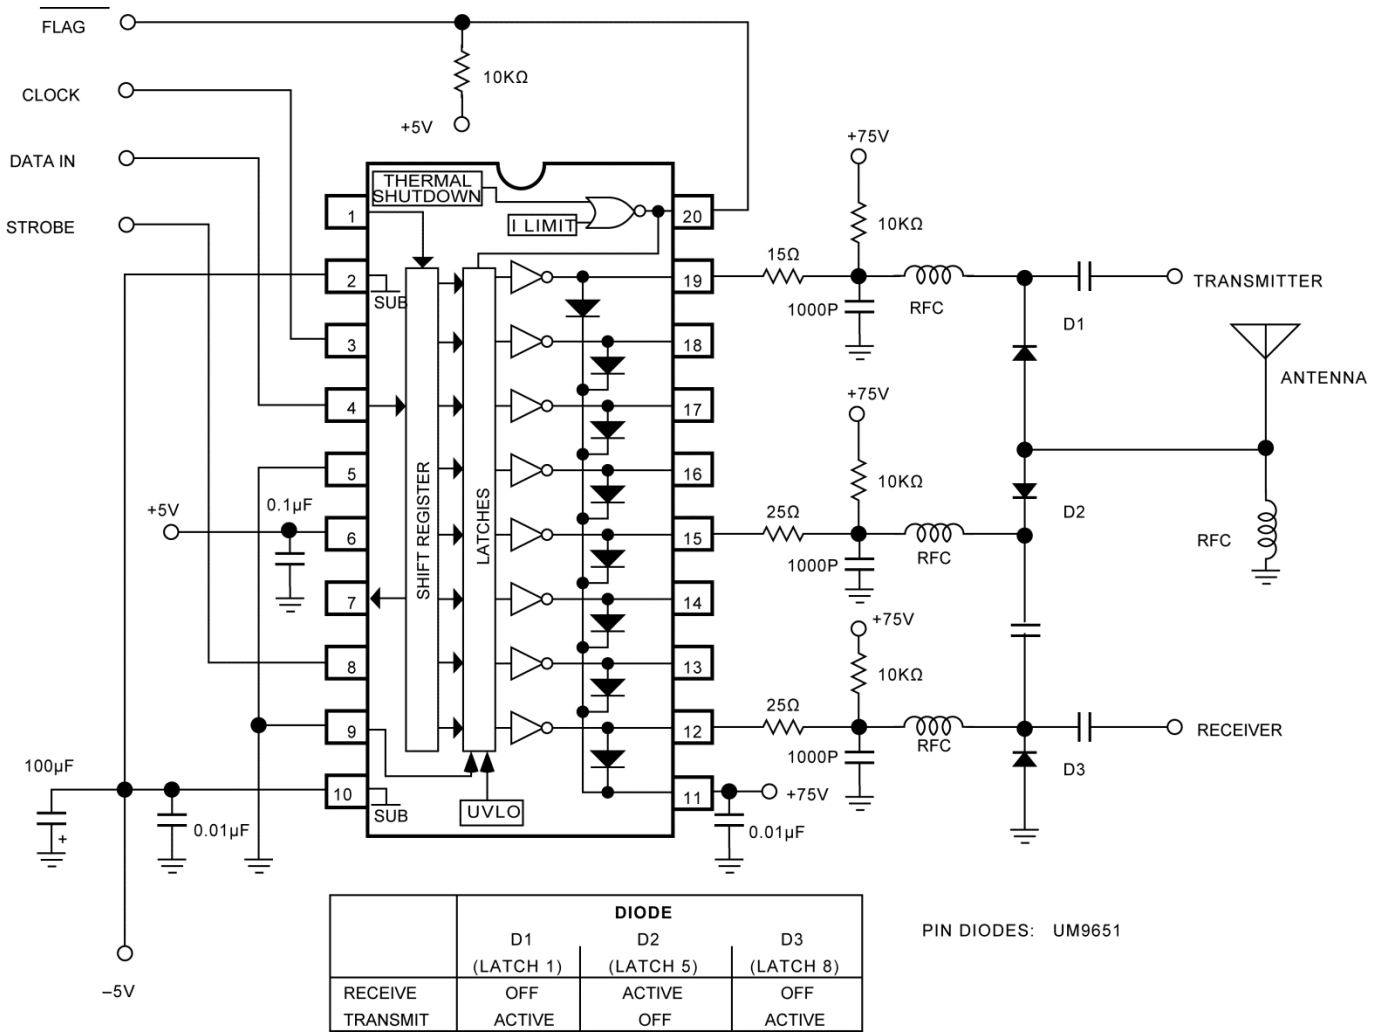 FLAG
10KΩ
CLOCK
+5V
+75V
DATA IN
THERMAL
SHUTDOWN
1
20
10KΩ
STROBE
I LIMIT
15Ω
2
19
TRANSMITTER
SUB
1000P
RFC
D1
3
18
ANTENNA
+75V
4
17
5
16
10KΩ
0.1µF
+5V
25Ω
D2
6
SHIFT REGISTER
LATCHES
15
RFC
1000P
RFC
7
14
+75V
8
13
10KΩ
25Ω
9
12
RECEIVER
RFC
1000P
100µF
D3
10
11
+75V
+
0.01µF
SUB
UVLO
0.01µF
–5V
DIODE
D1 D2 D3
(LATCH 1) (LATCH 5) (LATCH 8)
RECEIVE OFF ACTIVE OFF
TRANSMIT ACTIVE OFF ACTIVE
PIN DIODES: UM9651